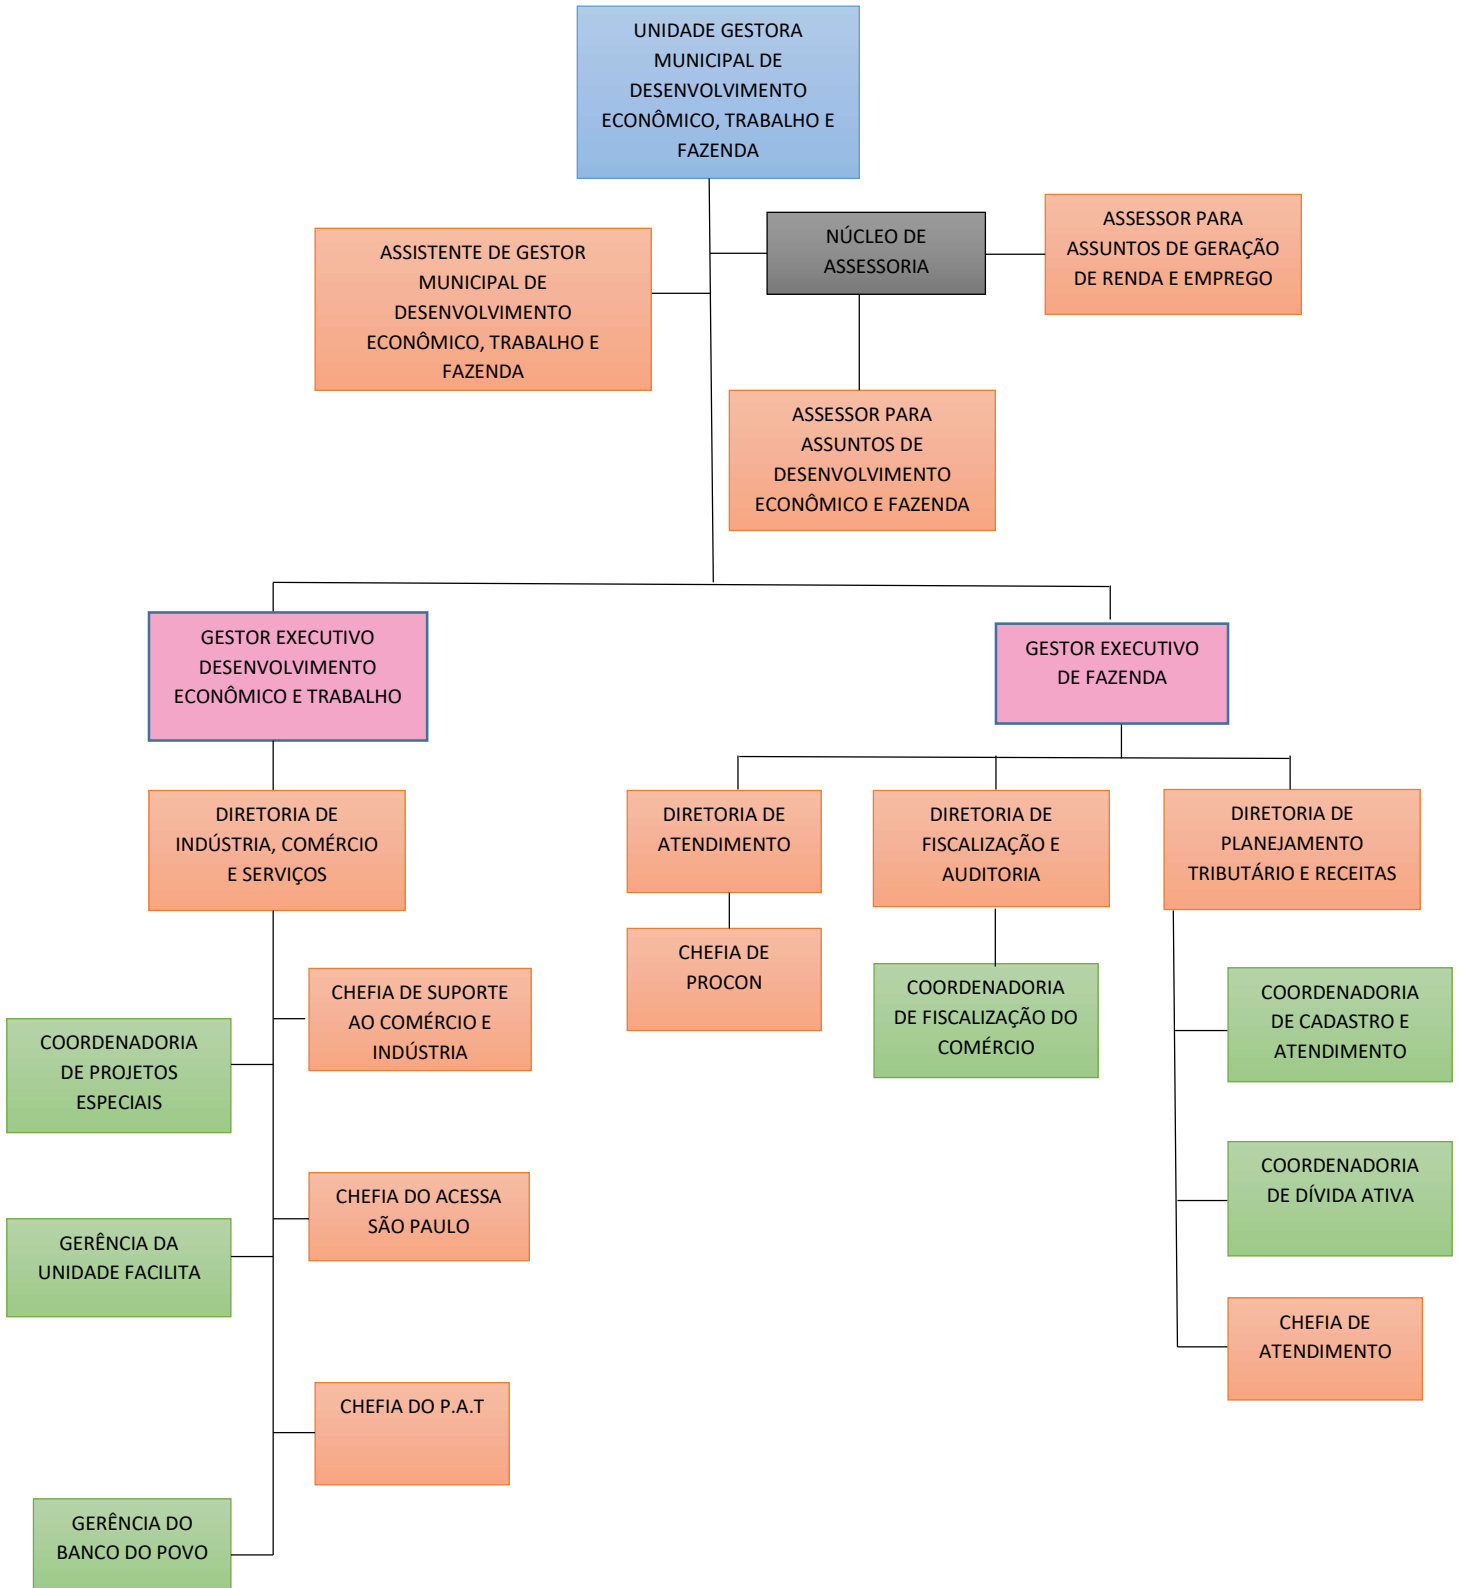 UNIDADE GESTORA
MUNICIPAL DE
DESENVOLVIMENTO
ECONÔMICO, TRABALHO E
FAZENDA
NÚCLEO DE
ASSESSORIA
ASSESSOR PARA
ASSUNTOS DE GERAÇÃO
DE RENDA E EMPREGO
ASSISTENTE DE GESTOR
MUNICIPAL DE
DESENVOLVIMENTO
ECONÔMICO, TRABALHO E
FAZENDA
ASSESSOR PARA
ASSUNTOS DE
DESENVOLVIMENTO
ECONÔMICO E FAZENDA
GESTOR EXECUTIVO
DESENVOLVIMENTO
ECONÔMICO E TRABALHO
GESTOR EXECUTIVO
DE FAZENDA
DIRETORIA DE
INDÚSTRIA, COMÉRCIO
E SERVIÇOS
DIRETORIA DE
ATENDIMENTO
DIRETORIA DE
FISCALIZAÇÃO E
AUDITORIA
DIRETORIA DE
PLANEJAMENTO
TRIBUTÁRIO E RECEITAS
CHEFIA DE
PROCON
COORDENADORIA
DE FISCALIZAÇÃO DO
COMÉRCIO
COORDENADORIA
DE CADASTRO E
ATENDIMENTO
CHEFIA DE SUPORTE
AO COMÉRCIO E
INDÚSTRIA
COORDENADORIA
DE PROJETOS
ESPECIAIS
COORDENADORIA
DE DÍVIDA ATIVA
CHEFIA DO ACESSA
SÃO PAULO
GERÊNCIA DA
UNIDADE FACILITA
CHEFIA DE
ATENDIMENTO
CHEFIA DO P.A.T
GERÊNCIA DO
BANCO DO POVO